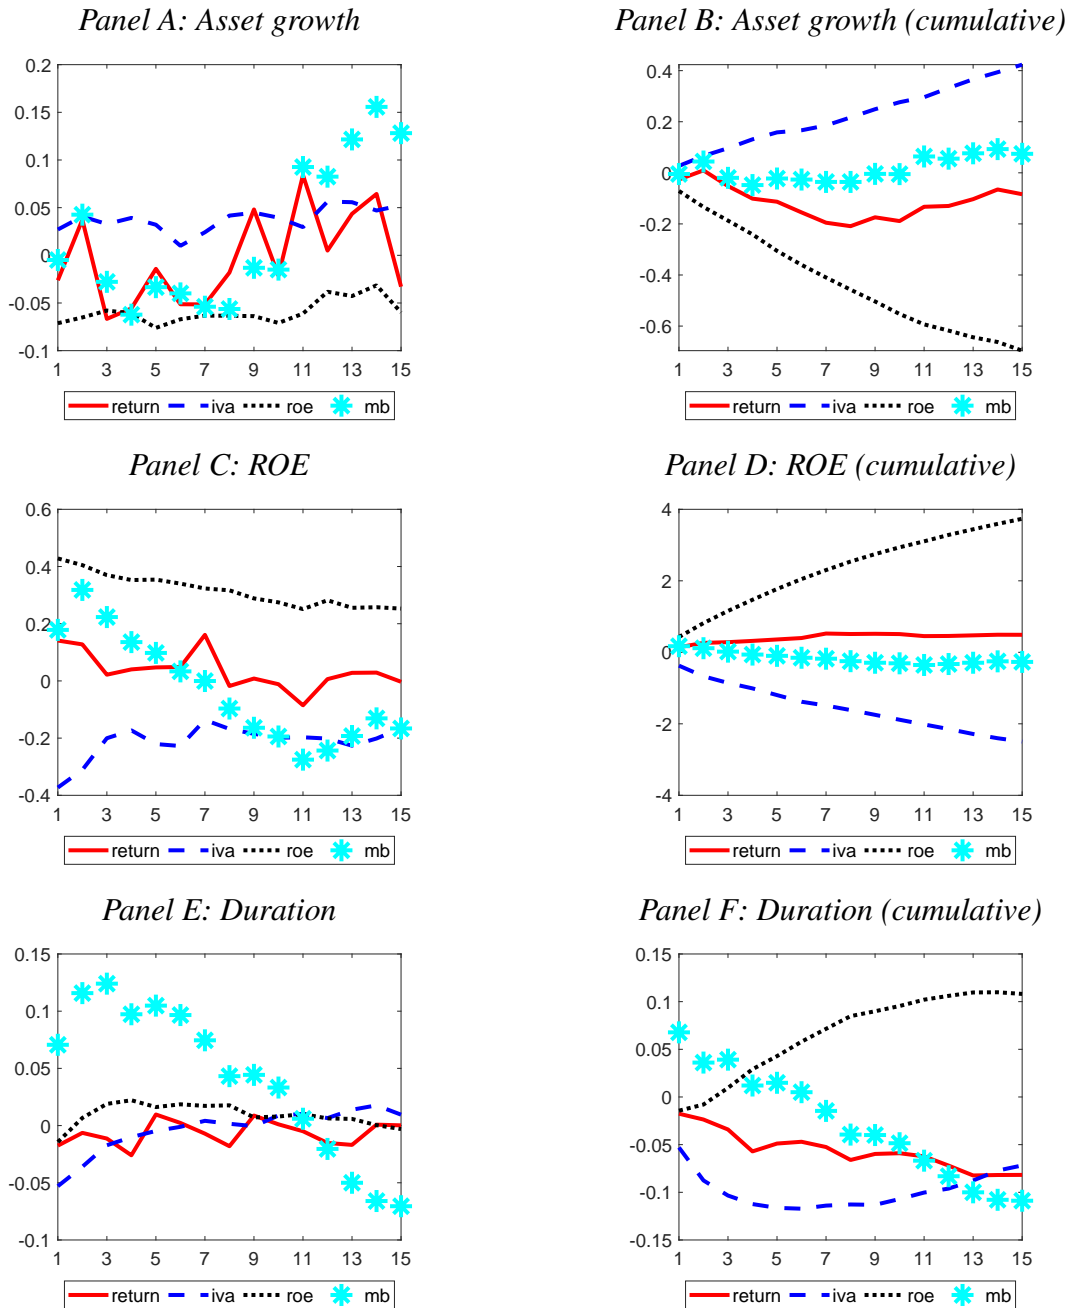 Panel A: Asset growth
0.2
0.15
0.1
0.05
0
-0.05
-0.1
1 3 5 7 9 11 13 15
return iva roe mb
Panel B: Asset growth (cumulative)
0.4
0.2
0
-0.2
-0.4
-0.6
1 3 5 7 9 11 13 15
return iva roe mb
Panel C: ROE
0.6
0.4
0.2
0
-0.2
-0.4
1 3 5 7 9 11 13 15
return iva roe mb
Panel D: ROE (cumulative)
4
2
0
-2
-4
1 3 5 7 9 11 13 15
return iva roe mb
Panel E: Duration
0.15
0.1
0.05
0
-0.05
-0.1
1 3 5 7 9 11 13 15
return iva roe mb
Panel F: Duration (cumulative)
0.15
0.1
0.05
0
-0.05
-0.1
-0.15
1 3 5 7 9 11 13 15
return iva roe mb